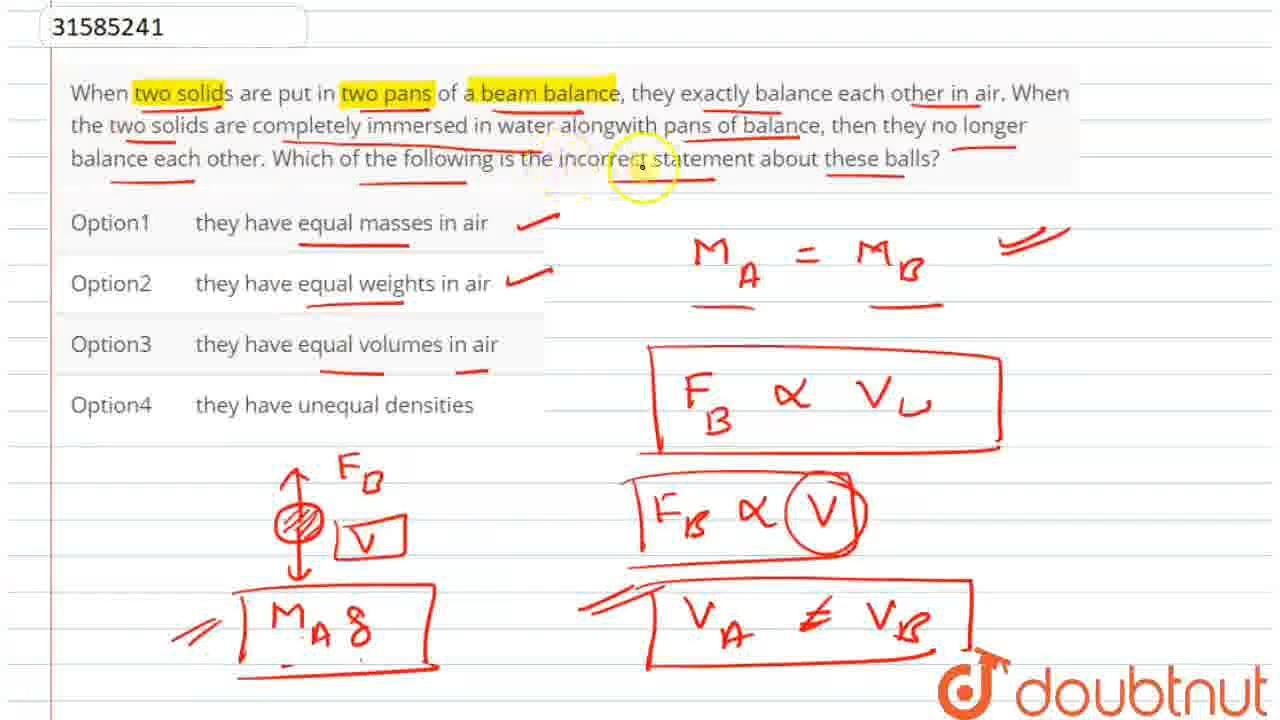 31585241
When two solids are put in two pans of a beam balance, they exactly balance each other in air. When
the two solids are completely immersed in water alongwith pans of balance, then they no longer
balance each other. Which of the following is the incorrect statement about these balls?
Option1 they have equal masses in air
Option2 they have equal weights in air
Option3 they have equal volumes in air
Option4 they have unequal densities
M_A = M_B
F_B ∝ V
F_B
V
F_B ∝ V
M_A g
V_A ≠ V_B
doubtnut